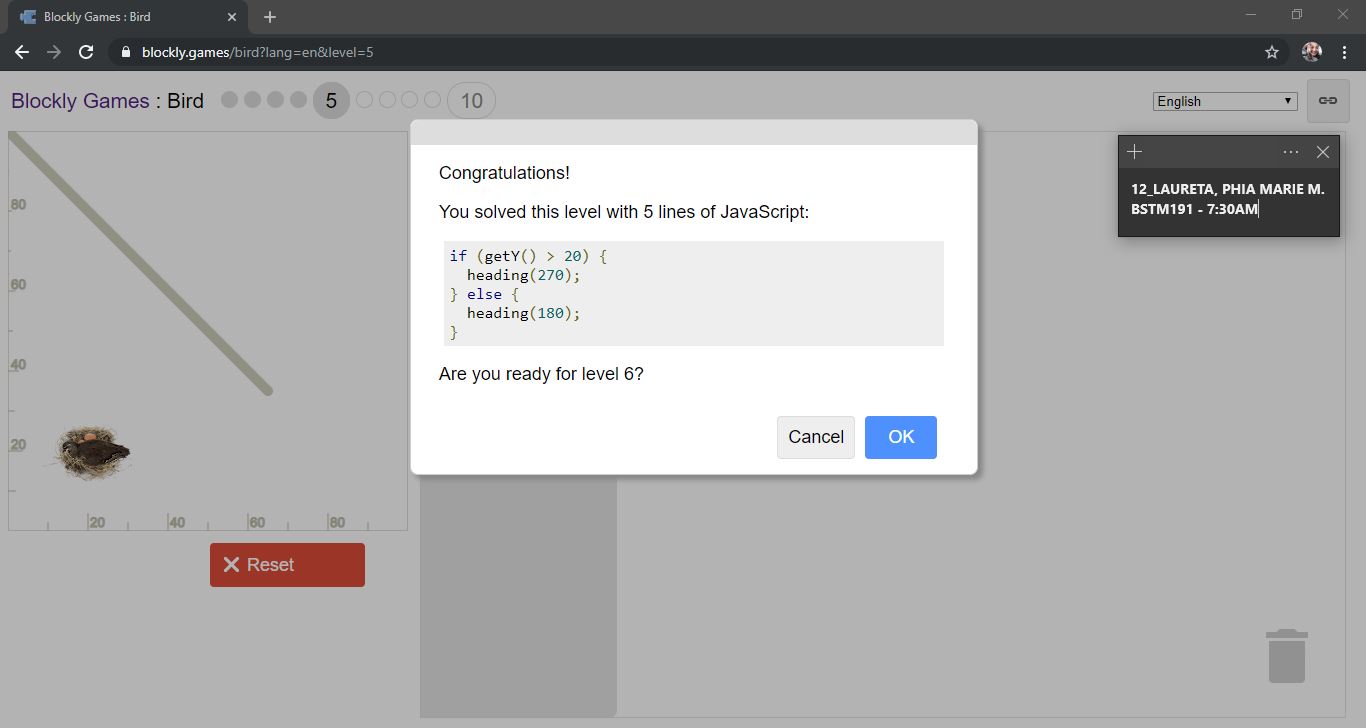 Blockly Games : Bird
blockly.games/bird?lang=en&level=5
Blockly Games : Bird
5
10
English
12_LAURETA, PHIA MARIE M.
BSTM191 - 7:30AM
Congratulations!
You solved this level with 5 lines of JavaScript:
if (getY() > 20) {
  heading(270);
} else {
  heading(180);
}
Are you ready for level 6?
Cancel
OK
80
60
40
20
20
40
60
80
Reset